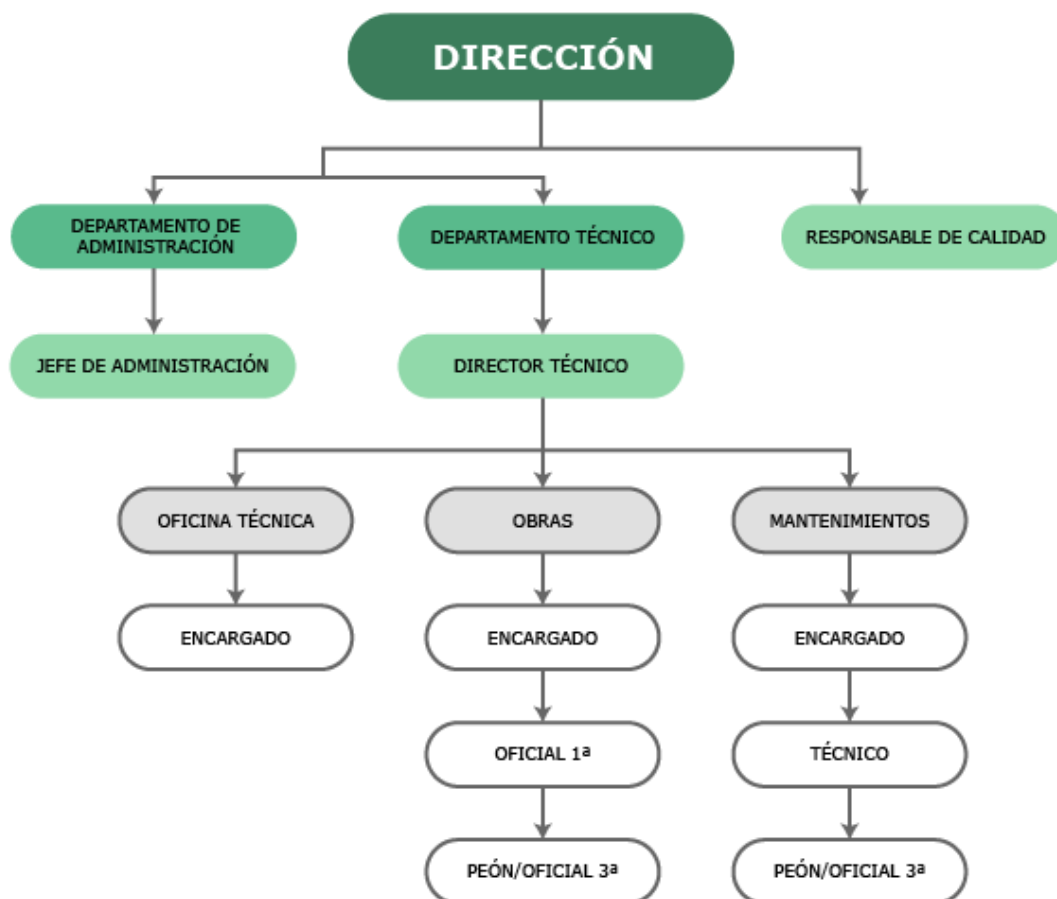 DIRECCIÓN
DEPARTAMENTO DE
ADMINISTRACIÓN
DEPARTAMENTO TÉCNICO
RESPONSABLE DE CALIDAD
JEFE DE ADMINISTRACIÓN
DIRECTOR TÉCNICO
OFICINA TÉCNICA
OBRAS
MANTENIMIENTOS
ENCARGADO
ENCARGADO
ENCARGADO
OFICIAL 1ª
TÉCNICO
PEÓN/OFICIAL 3ª
PEÓN/OFICIAL 3ª